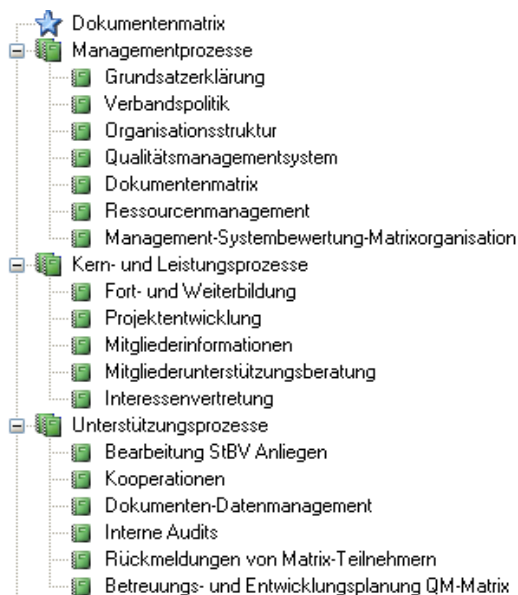 Dokumentenmatrix
Managementprozesse
Grundsatzerklärung
Verbandspolitik
Organisationsstruktur
Qualitätsmanagementsystem
Dokumentenmatrix
Ressourcenmanagement
Management-Systembewertung-Matrixorganisation
Kern- und Leistungsprozesse
Fort- und Weiterbildung
Projektentwicklung
Mitgliederinformationen
Mitgliederunterstützungsberatung
Interessenvertretung
Unterstützungsprozesse
Bearbeitung StBV Anliegen
Kooperationen
Dokumenten-Datenmanagement
Interne Audits
Rückmeldungen von Matrix-Teilnehmern
Betreuungs- und Entwicklungsplanung QM-Matrix